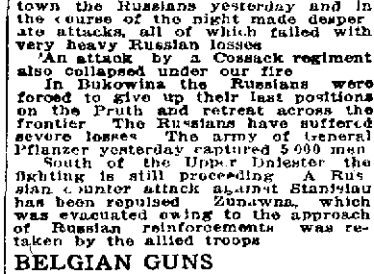 town the Russians yesterday and in
the course of the night made desper
ate attacks, all of which failed with
very heavy Russian losses
'An attack by a Cossack regiment
also collapsed under our fire
In Bukowina the Russians were
forced to give up their last positions
on the Pruth and retreat across the
frontier The Russians have suffered
severe losses The army of General
Pflanzer yesterday captured 5 000 men
South of the Upper Dniester the
fighting is still proceeding A Rus
sian counter attack against Stanislau
has been repulsed Zurawna, which
was evacuated owing to the approach
of Russian reinforcements was re-
taken by the allied troops
BELGIAN GUNS